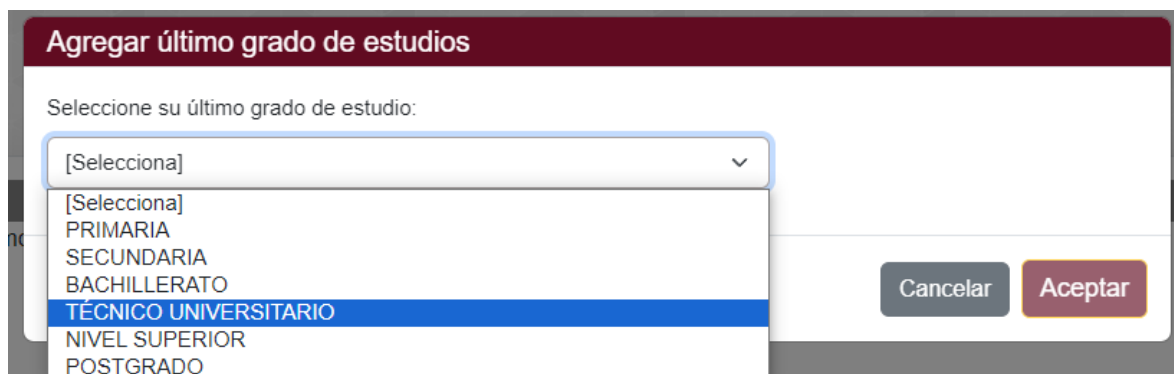 Agregar último grado de estudios
Seleccione su último grado de estudio:
[Selecciona]
[Selecciona]
PRIMARIA
SECUNDARIA
BACHILLERATO
TÉCNICO UNIVERSITARIO
NIVEL SUPERIOR
POSTGRADO
Cancelar
Aceptar